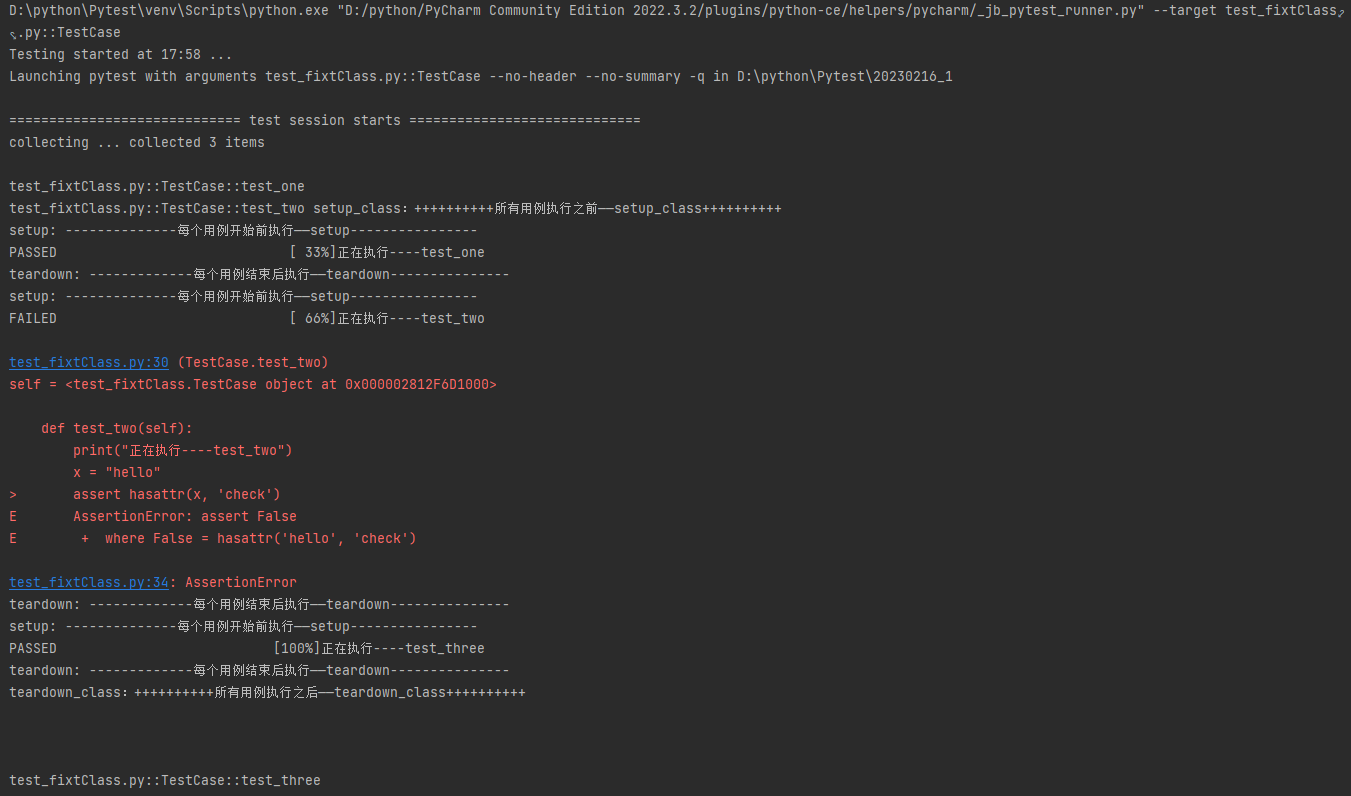 D:\python\Pytest\venv\Scripts\python.exe "D:/python/PyCharm Community Edition 2022.3.2/plugins/python-ce/helpers/pycharm/_jb_pytest_runner.py" --target test_fixtClass
.py::TestCase
Testing started at 17:58 ...
Launching pytest with arguments test_fixtClass.py::TestCase --no-header --no-summary -q in D:\python\Pytest\20230216_1
============================= test session starts =============================
collecting ... collected 3 items
test_fixtClass.py::TestCase::test_one
test_fixtClass.py::TestCase::test_two setup_class：++++++++++所有用例执行之前——setup_class++++++++++
setup: --------------每个用例开始前执行——setup----------------
PASSED                             [ 33%]正在执行----test_one
teardown: -------------每个用例结束后执行——teardown---------------
setup: --------------每个用例开始前执行——setup----------------
FAILED                             [ 66%]正在执行----test_two
test_fixtClass.py:30 (TestCase.test_two)
self = <test_fixtClass.TestCase object at 0x000002812F6D1000>
    def test_two(self):
        print("正在执行----test_two")
        x = "hello"
>       assert hasattr(x, 'check')
E       AssertionError: assert False
E        +  where False = hasattr('hello', 'check')
test_fixtClass.py:34: AssertionError
teardown: -------------每个用例结束后执行——teardown---------------
setup: --------------每个用例开始前执行——setup----------------
PASSED                           [100%]正在执行----test_three
teardown: -------------每个用例结束后执行——teardown---------------
teardown_class：++++++++++所有用例执行之后——teardown_class++++++++++
test_fixtClass.py::TestCase::test_three